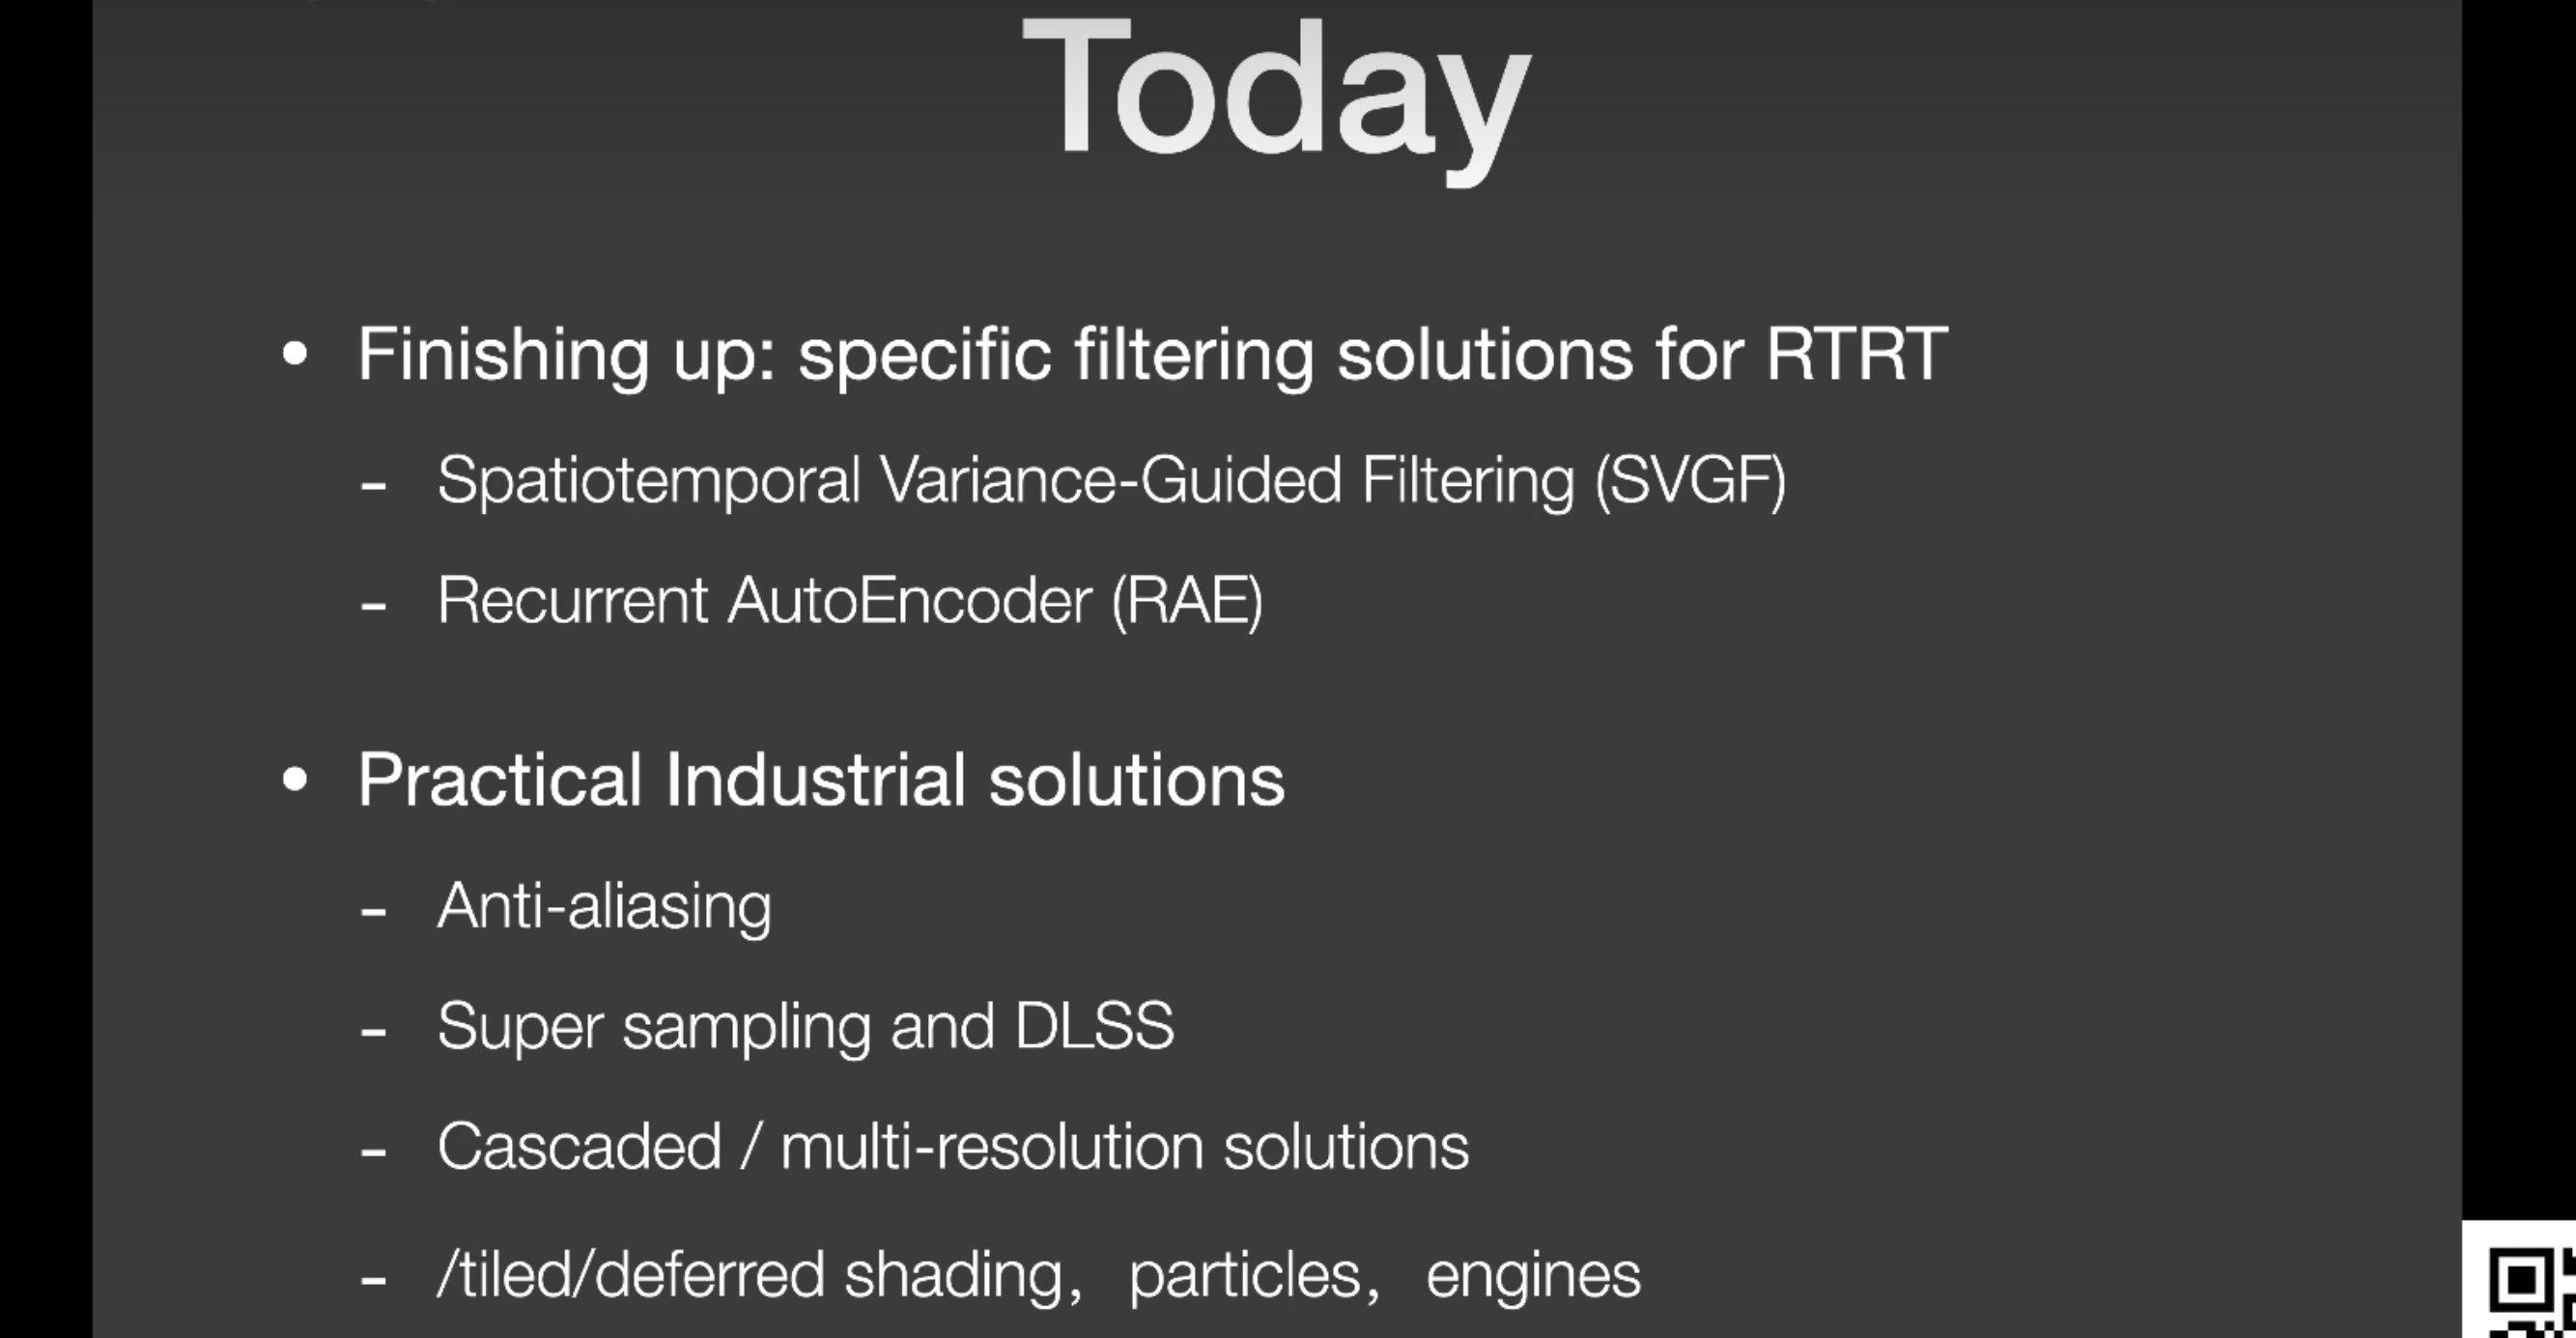 Today
• Finishing up: specific filtering solutions for RTRT
- Spatiotemporal Variance-Guided Filtering (SVGF)
- Recurrent AutoEncoder (RAE)
• Practical Industrial solutions
- Anti-aliasing
- Super sampling and DLSS
- Cascaded / multi-resolution solutions
- /tiled/deferred shading， particles， engines